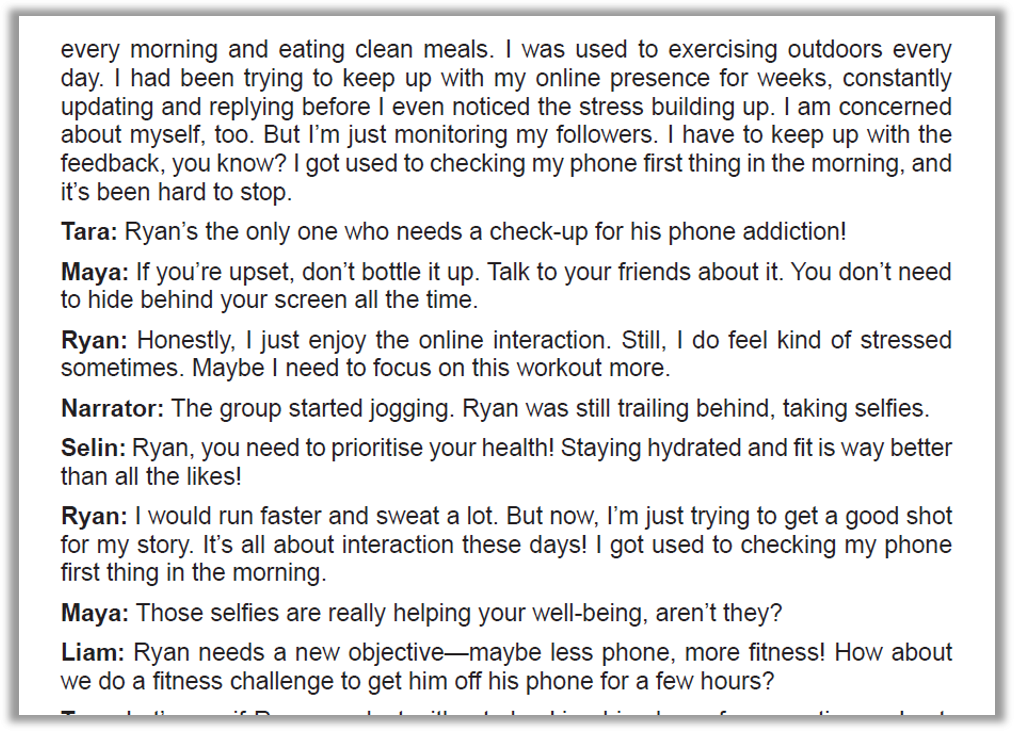 every morning and eating clean meals. I was used to exercising outdoors every
day. I had been trying to keep up with my online presence for weeks, constantly
updating and replying before I even noticed the stress building up. I am concerned
about myself, too. But I’m just monitoring my followers. I have to keep up with the
feedback, you know? I got used to checking my phone first thing in the morning, and
it’s been hard to stop.
Tara: Ryan’s the only one who needs a check-up for his phone addiction!
Maya: If you’re upset, don’t bottle it up. Talk to your friends about it. You don’t need
to hide behind your screen all the time.
Ryan: Honestly, I just enjoy the online interaction. Still, I do feel kind of stressed
sometimes. Maybe I need to focus on this workout more.
Narrator: The group started jogging. Ryan was still trailing behind, taking selfies.
Selin: Ryan, you need to prioritise your health! Staying hydrated and fit is way better
than all the likes!
Ryan: I would run faster and sweat a lot. But now, I’m just trying to get a good shot
for my story. It’s all about interaction these days! I got used to checking my phone
first thing in the morning.
Maya: Those selfies are really helping your well-being, aren’t they?
Liam: Ryan needs a new objective—maybe less phone, more fitness! How about
we do a fitness challenge to get him off his phone for a few hours?